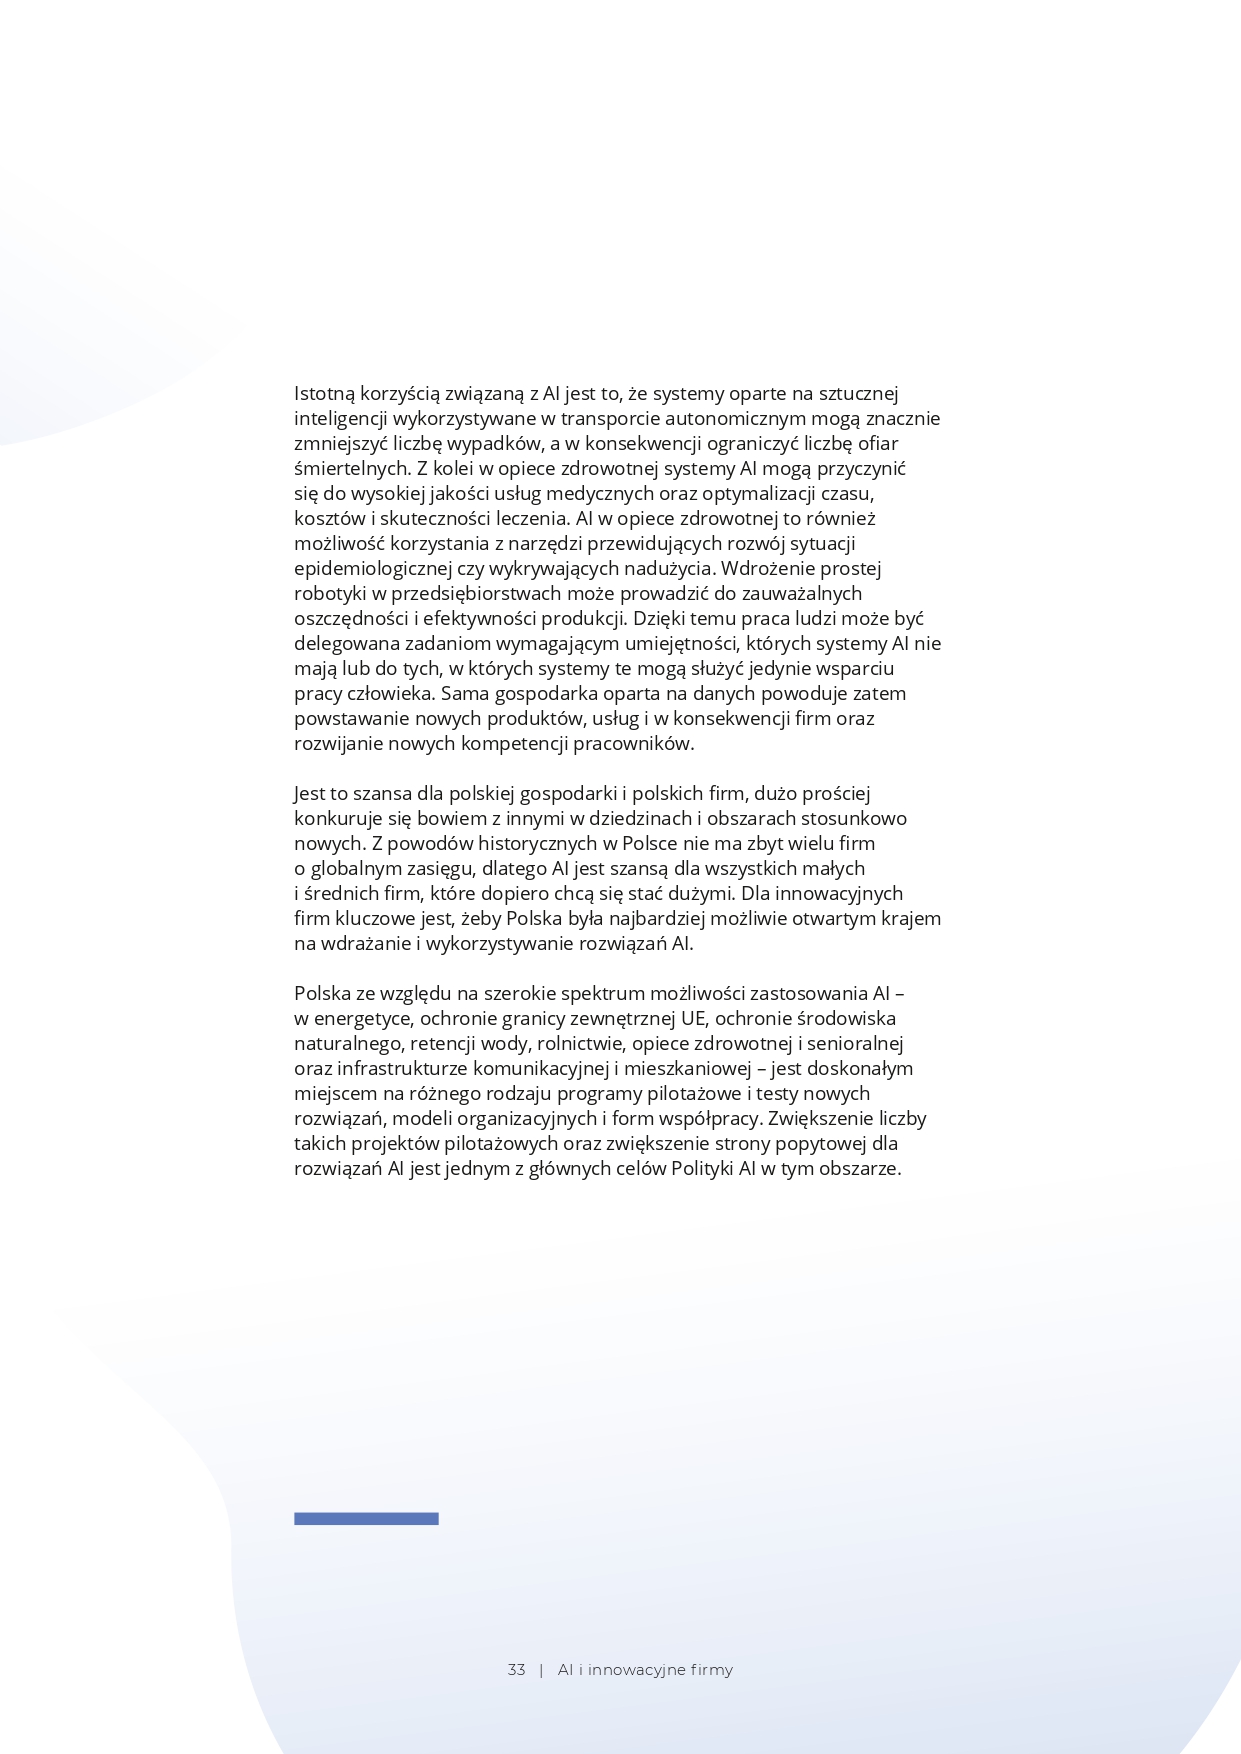 Istotną korzyścią związaną z AI jest to, że systemy oparte na sztucznej
inteligencji wykorzystywane w transporcie autonomicznym mogą znacznie
zmniejszyć liczbę wypadków, a w konsekwencji ograniczyć liczbę ofiar
śmiertelnych. Z kolei w opiece zdrowotnej systemy AI mogą przyczynić
się do wysokiej jakości usług medycznych oraz optymalizacji czasu,
kosztów i skuteczności leczenia. AI w opiece zdrowotnej to również
możliwość korzystania z narzędzi przewidujących rozwój sytuacji
epidemiologicznej czy wykrywających nadużycia. Wdrożenie prostej
robotyki w przedsiębiorstwach może prowadzić do zauważalnych
oszczędności i efektywności produkcji. Dzięki temu praca ludzi może być
delegowana zadaniom wymagającym umiejętności, których systemy AI nie
mają lub do tych, w których systemy te mogą służyć jedynie wsparciu
pracy człowieka. Sama gospodarka oparta na danych powoduje zatem
powstawanie nowych produktów, usług i w konsekwencji firm oraz
rozwijanie nowych kompetencji pracowników.
Jest to szansa dla polskiej gospodarki i polskich firm, dużo prościej
konkuruje się bowiem z innymi w dziedzinach i obszarach stosunkowo
nowych. Z powodów historycznych w Polsce nie ma zbyt wielu firm
o globalnym zasięgu, dlatego AI jest szansą dla wszystkich małych
i średnich firm, które dopiero chcą się stać dużymi. Dla innowacyjnych
firm kluczowe jest, żeby Polska była najbardziej możliwie otwartym krajem
na wdrażanie i wykorzystywanie rozwiązań AI.
Polska ze względu na szerokie spektrum możliwości zastosowania AI –
w energetyce, ochronie granicy zewnętrznej UE, ochronie środowiska
naturalnego, retencji wody, rolnictwie, opiece zdrowotnej i senioralnej
oraz infrastrukturze komunikacyjnej i mieszkaniowej – jest doskonałym
miejscem na różnego rodzaju programy pilotażowe i testy nowych
rozwiązań, modeli organizacyjnych i form współpracy. Zwiększenie liczby
takich projektów pilotażowych oraz zwiększenie strony popytowej dla
rozwiązań AI jest jednym z głównych celów Polityki AI w tym obszarze.
33 | AI i innowacyjne firmy